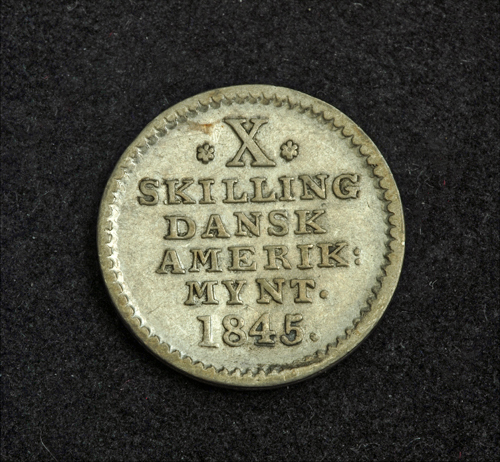 X
SKILLING
DANSK
AMERIK:
MYNT.
1845.